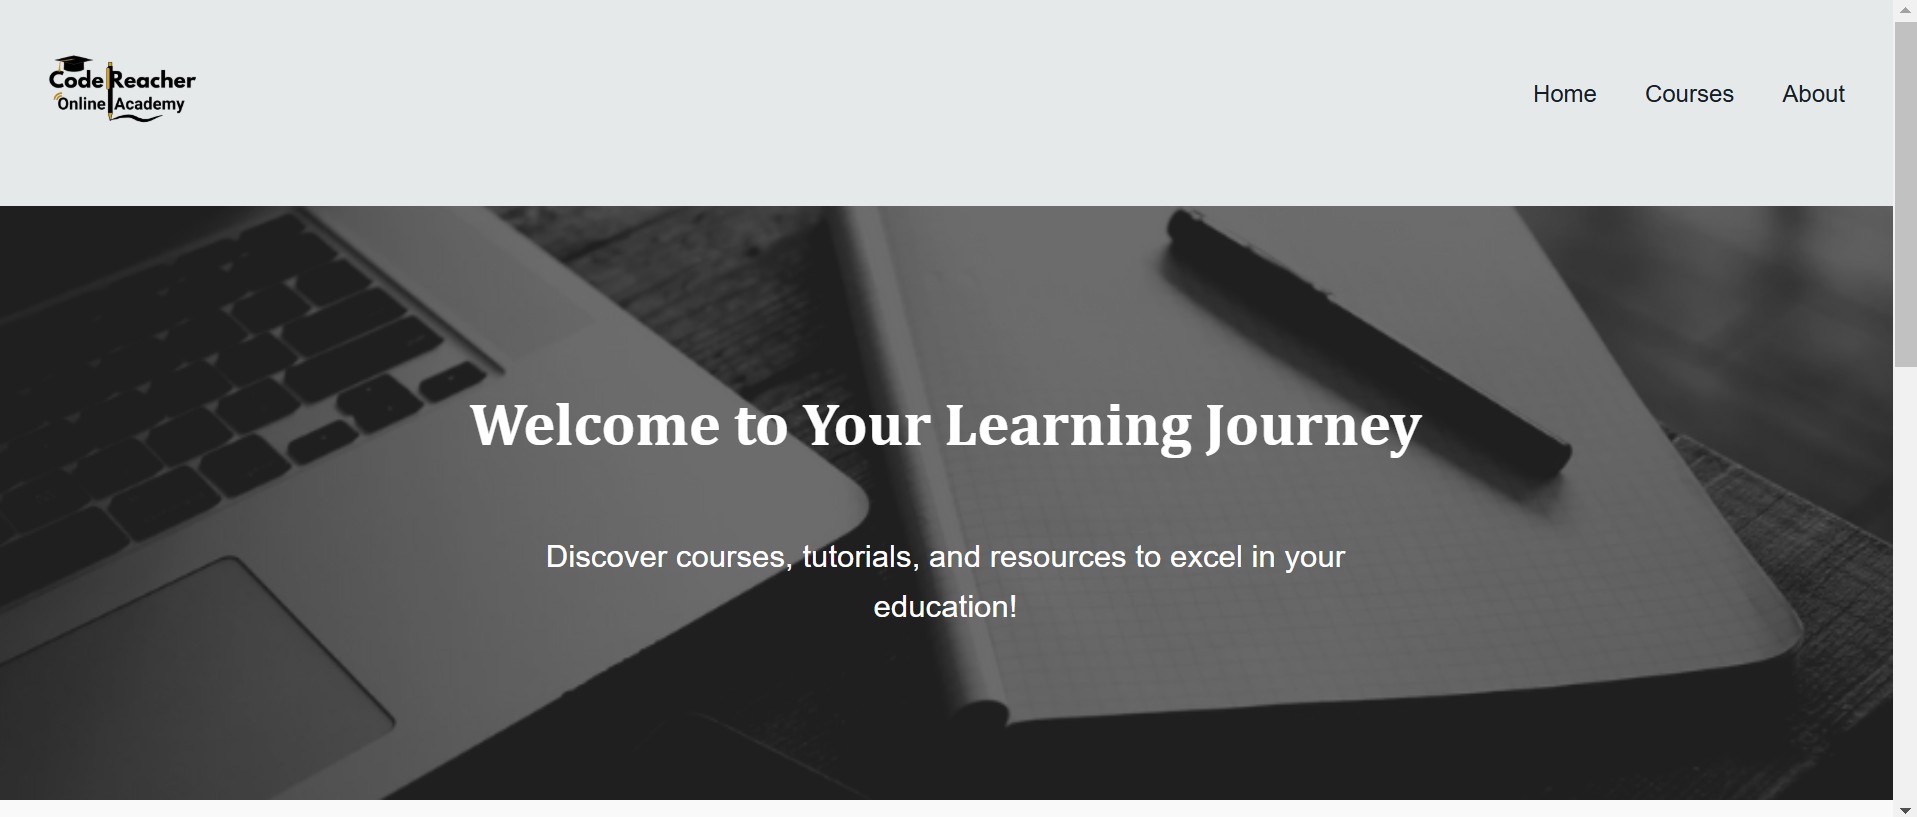 Code Reacher
Online Academy
Home Courses About
Welcome to Your Learning Journey
Discover courses, tutorials, and resources to excel in your
education!